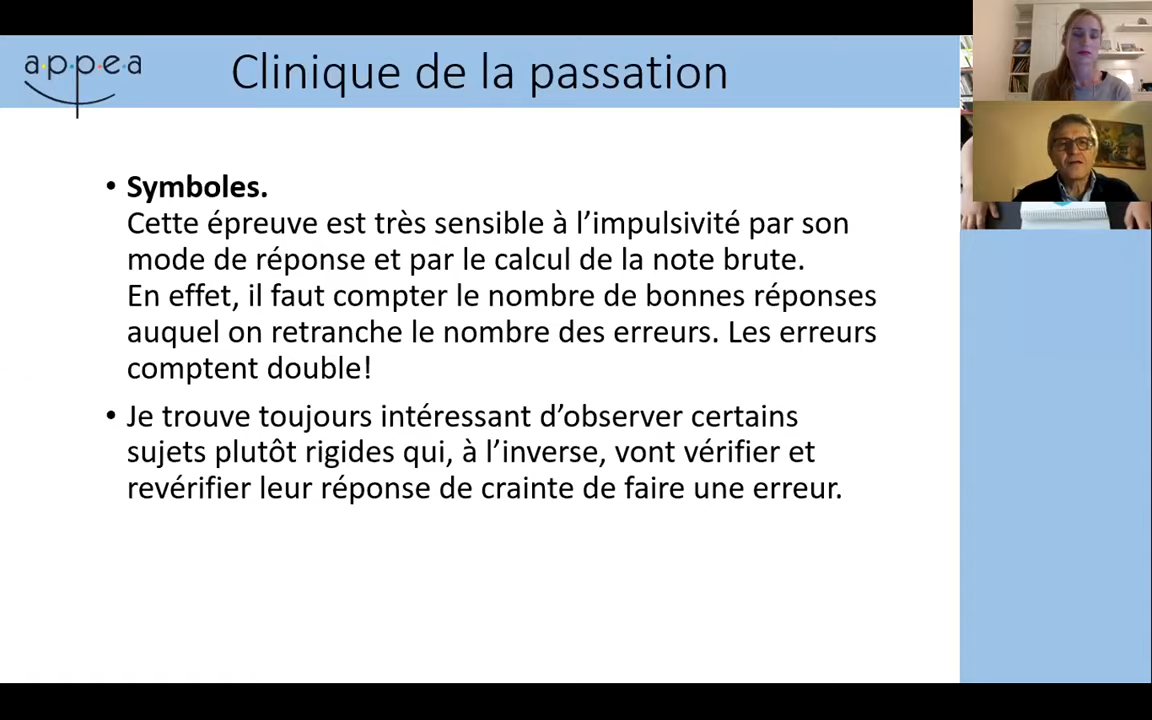 a·p·p·e·a
Clinique de la passation
• Symboles.
Cette épreuve est très sensible à l’impulsivité par son
mode de réponse et par le calcul de la note brute.
En effet, il faut compter le nombre de bonnes réponses
auquel on retranche le nombre des erreurs. Les erreurs
comptent double!
• Je trouve toujours intéressant d’observer certains
sujets plutôt rigides qui, à l’inverse, vont vérifier et
revérifier leur réponse de crainte de faire une erreur.